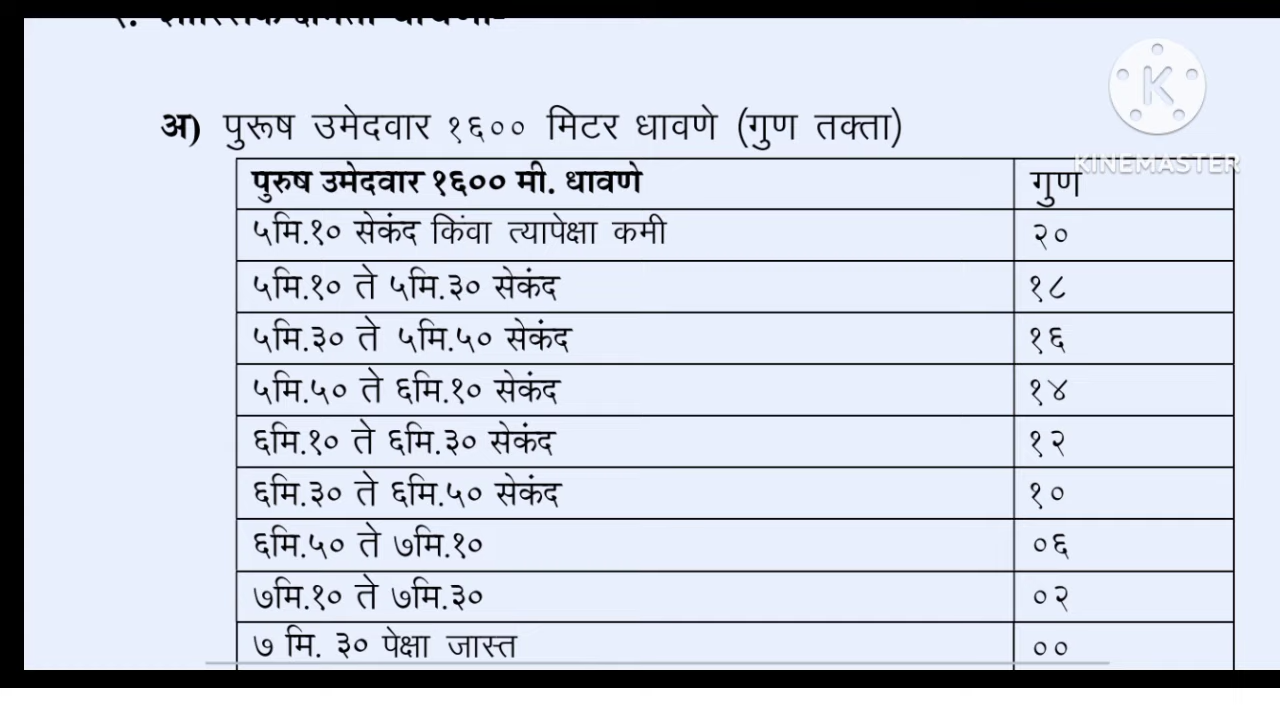 अ) पुरूष उमेदवार १६०० मिटर धावणे (गुण तक्ता)
KINEMASTER
पुरुष उमेदवार १६०० मी. धावणे गुण
५मि.१० सेकंद किंवा त्यापेक्षा कमी २०
५मि.१० ते ५मि.३० सेकंद १८
५मि.३० ते ५मि.५० सेकंद १६
५मि.५० ते ६मि.१० सेकंद १४
६मि.१० ते ६मि.३० सेकंद १२
६मि.३० ते ६मि.५० सेकंद १०
६मि.५० ते ७मि.१० ०६
७मि.१० ते ७मि.३० ०२
७ मि. ३० पेक्षा जास्त ००